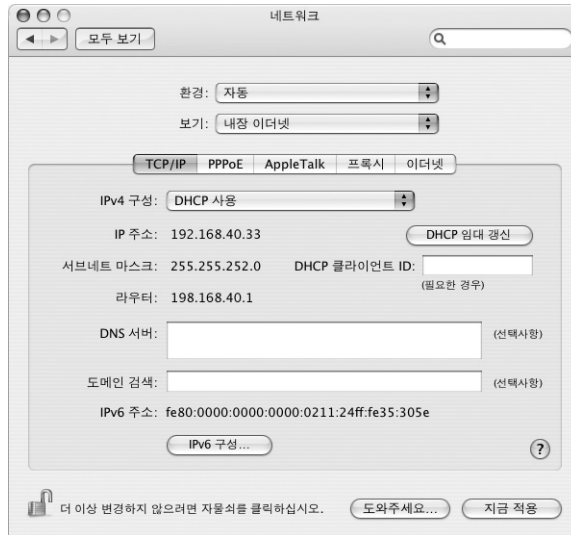 네트워크
모두 보기
환경: 자동
보기: 내장 이더넷
TCP/IP PPPoE AppleTalk 프록시 이더넷
IPv4 구성: DHCP 사용
IP 주소: 192.168.40.33 DHCP 임대 갱신
서브네트 마스크: 255.255.252.0 DHCP 클라이언트 ID:
(필요한 경우)
라우터: 198.168.40.1
DNS 서버: (선택사항)
도메인 검색: (선택사항)
IPv6 주소: fe80:0000:0000:0000:0211:24ff:fe35:305e
IPv6 구성... ?
더 이상 변경하지 않으려면 자물쇠를 클릭하십시오. 도와주세요... 지금 적용